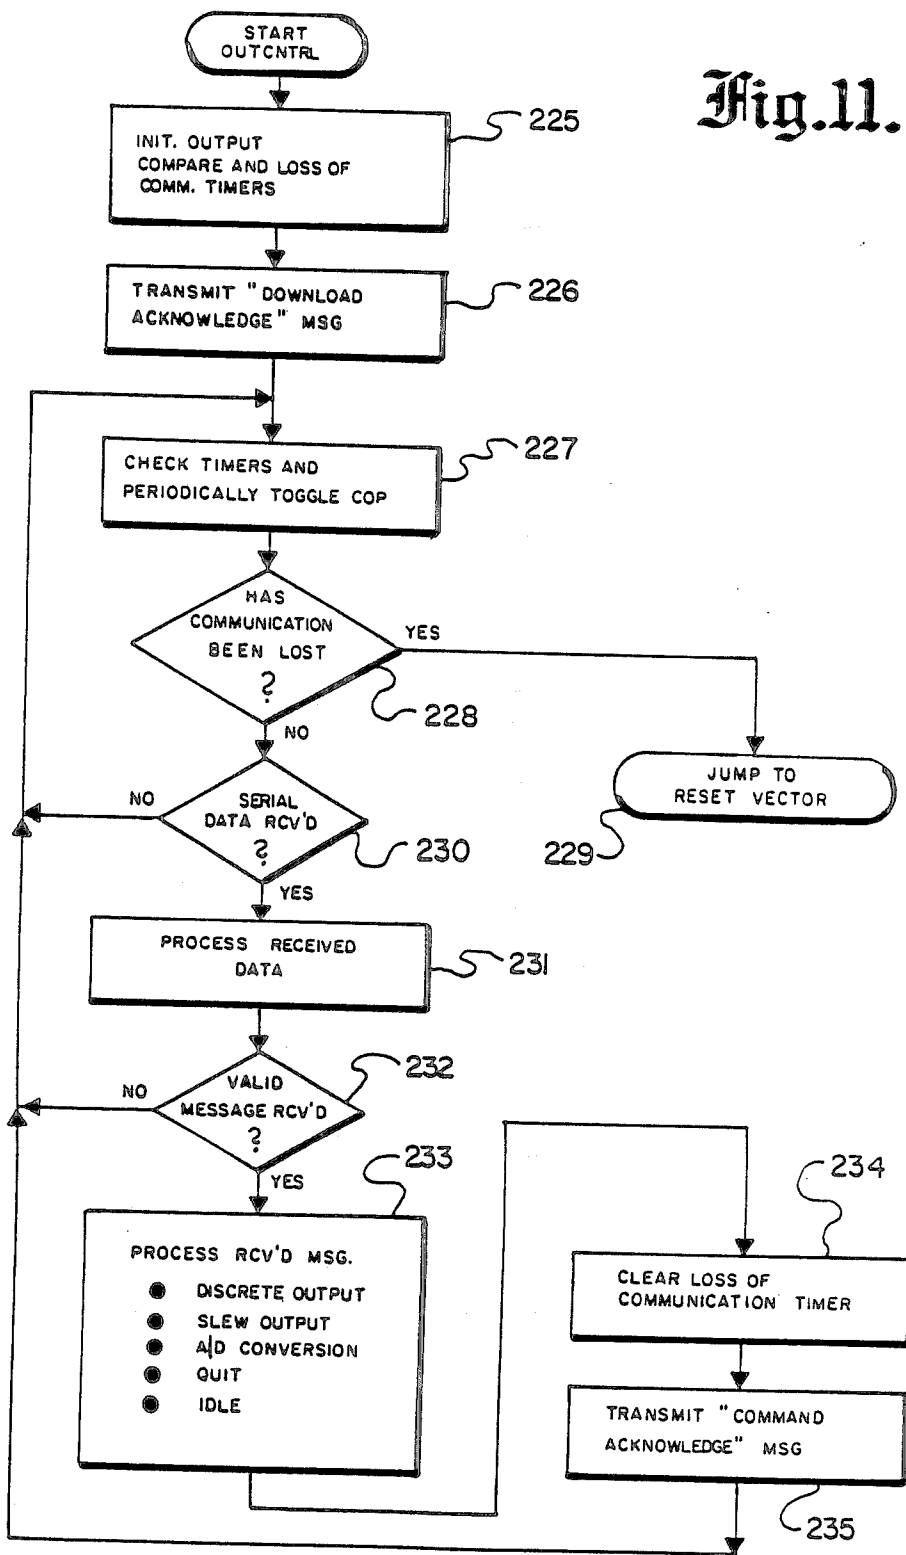 START
OUTCNTRL
Fig.11.
INIT. OUTPUT
COMPARE AND LOSS OF
COMM. TIMERS
225
TRANSMIT "DOWNLOAD
ACKNOWLEDGE" MSG
226
CHECK TIMERS AND
PERIODICALLY TOGGLE COP
227
HAS
COMMUNICATION
BEEN LOST
?
YES
228
NO
JUMP TO
RESET VECTOR
229
SERIAL
DATA RCV'D
?
NO
230
YES
PROCESS RECEIVED
DATA
231
VALID
MESSAGE RCV'D
?
232
NO
YES
233
PROCESS RCV'D MSG.
● DISCRETE OUTPUT
● SLEW OUTPUT
● A/D CONVERSION
● QUIT
● IDLE
234
CLEAR LOSS OF
COMMUNICATION TIMER
TRANSMIT "COMMAND
ACKNOWLEDGE" MSG
235